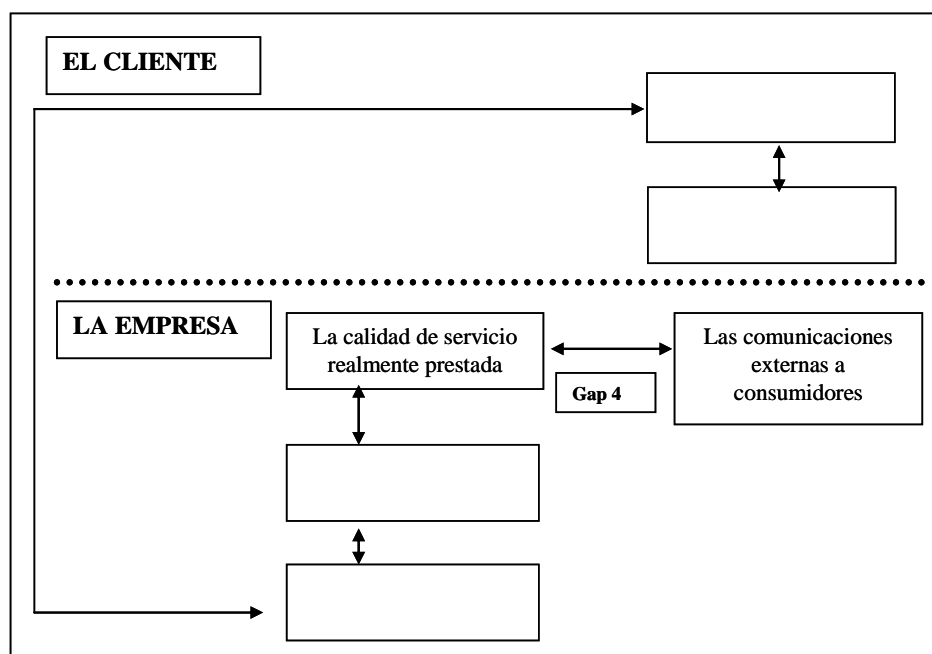 EL CLIENTE
LA EMPRESA
La calidad de servicio
realmente prestada
Gap 4
Las comunicaciones
externas a
consumidores